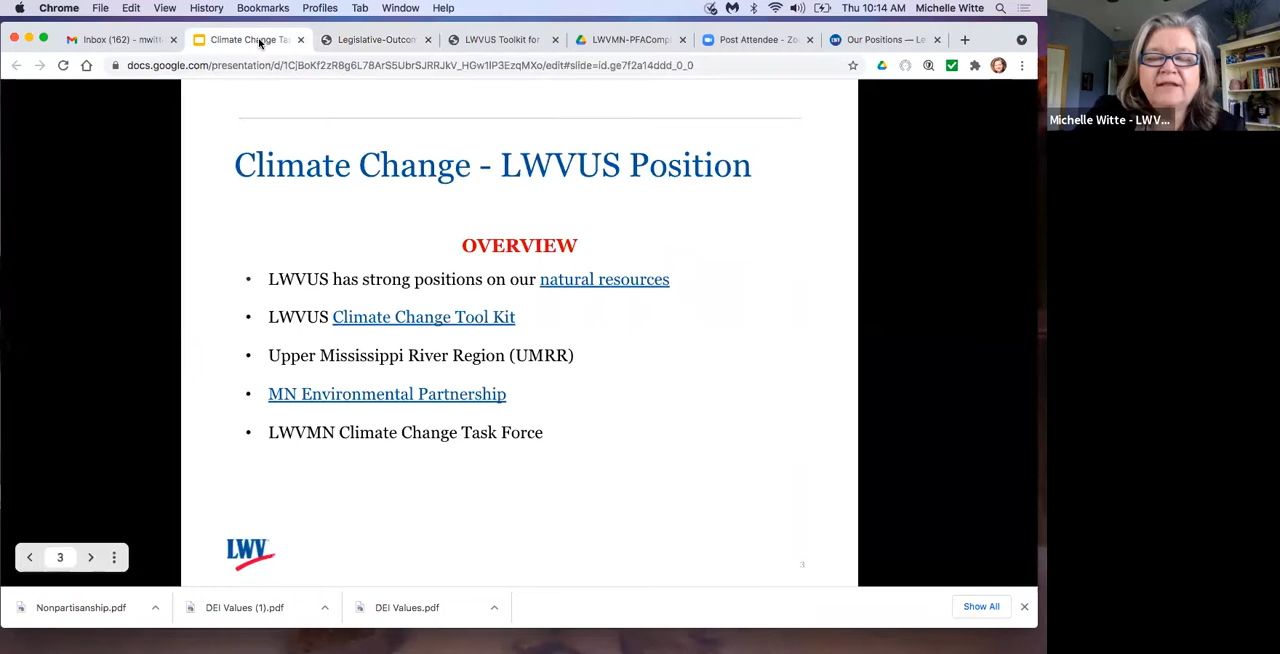 Chrome File Edit View History Bookmarks Profiles Tab Window Help Thu 10:14 AM Michelle Witte
Inbox (162) - mwitt Climate Change Ta Legislative-Outcom LWVUS Toolkit for LWVMN-PFAComp Post Attendee - Zo Our Positions — Le
docs.google.com/presentation/d/1CjBoKf2zR8g6L78ArS5UbrSJRRJkV_HGw1IP3EzqMXo/edit#slide=id.ge7f2a14ddd_0_0
Michelle Witte - LWV...
Climate Change - LWVUS Position
OVERVIEW
• LWVUS has strong positions on our natural resources
• LWVUS Climate Change Tool Kit
• Upper Mississippi River Region (UMRR)
• MN Environmental Partnership
• LWVMN Climate Change Task Force
LWV
3
3
Nonpartisanship.pdf DEI Values (1).pdf DEI Values.pdf Show All